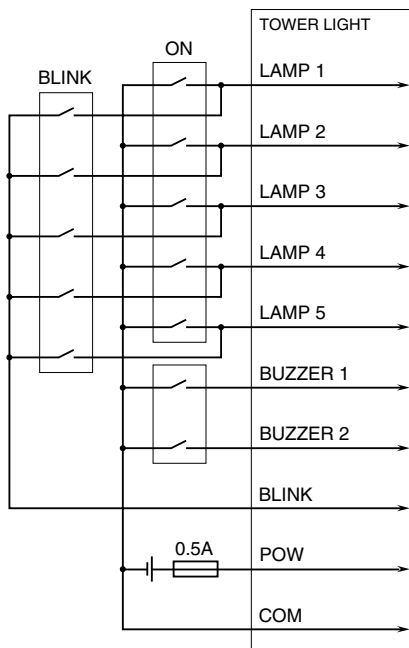 TOWER LIGHT
ON
LAMP 1
BLINK
LAMP 2
LAMP 3
LAMP 4
LAMP 5
BUZZER 1
BUZZER 2
BLINK
0.5A
POW
COM